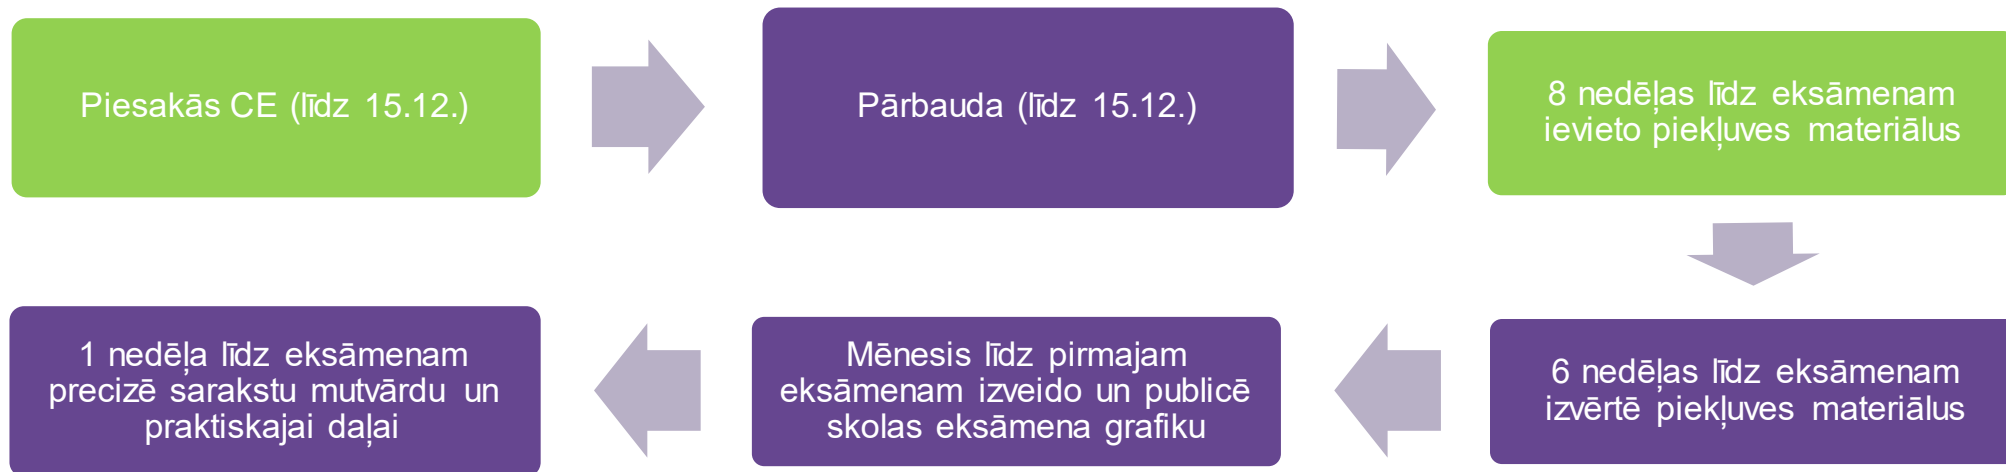 Piesakās CE (līdz 15.12.)
Pārbauda (līdz 15.12.)
8 nedēļas līdz eksāmenam
ievieto piekļuves materiālus
6 nedēļas līdz eksāmenam
izvērtē piekļuves materiālus
Mēnesis līdz pirmajam
eksāmenam izveido un publicē
skolas eksāmena grafiku
1 nedēļa līdz eksāmenam
precizē sarakstu mutvārdu un
praktiskajai daļai